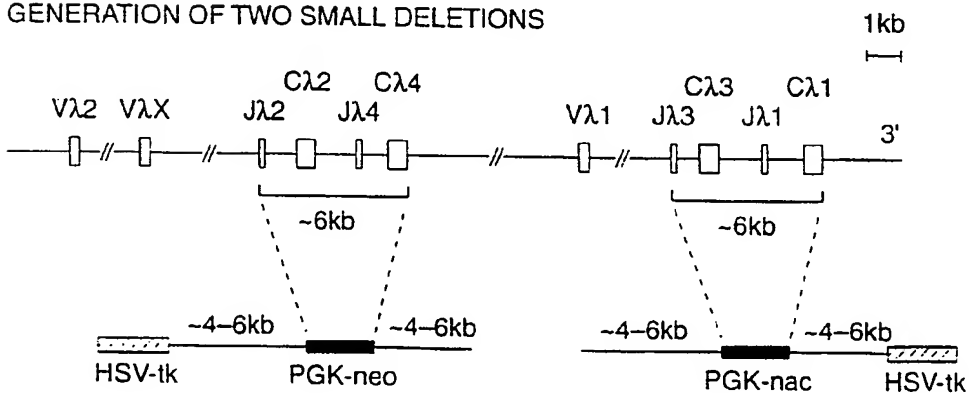 GENERATION OF TWO SMALL DELETIONS
1kb
Vλ2 VλX Jλ2 Cλ2 Jλ4 Cλ4 Vλ1 Jλ3 Cλ3 Jλ1 Cλ1 3'
~6kb ~6kb
~4–6kb ~4–6kb ~4–6kb ~4–6kb
HSV-tk PGK-neo PGK-nac HSV-tk